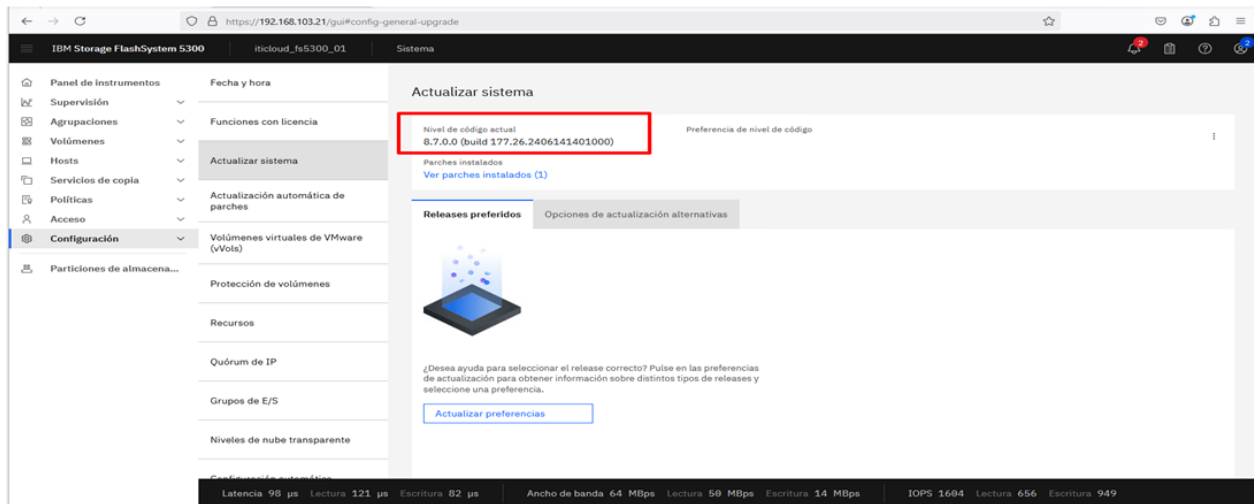 https://192.168.103.21/gui#config-general-upgrade
IBM Storage FlashSystem 5300
iticloud_fs5300_01
Sistema
2
2
Panel de instrumentos
Supervisión
Agrupaciones
Volúmenes
Hosts
Servicios de copia
Políticas
Acceso
Configuración
Particiones de almacena...
Fecha y hora
Funciones con licencia
Actualizar sistema
Actualización automática de
parches
Volúmenes virtuales de VMware
(vVols)
Protección de volúmenes
Recursos
Quórum de IP
Grupos de E/S
Niveles de nube transparente
Configuración automática
Actualizar sistema
Nivel de código actual
8.7.0.0 (build 177.26.2406141401000)
Preferencia de nivel de código
Parches instalados
Ver parches instalados (1)
Releases preferidos
Opciones de actualización alternativas
¿Desea ayuda para seleccionar el release correcto? Pulse en las preferencias
de actualización para obtener información sobre distintos tipos de releases y
seleccione una preferencia.
Actualizar preferencias
Latencia 98 µs Lectura 121 µs Escritura 82 µs
Ancho de banda 64 MBps Lectura 50 MBps Escritura 14 MBps
IOPS 1604 Lectura 656 Escritura 949